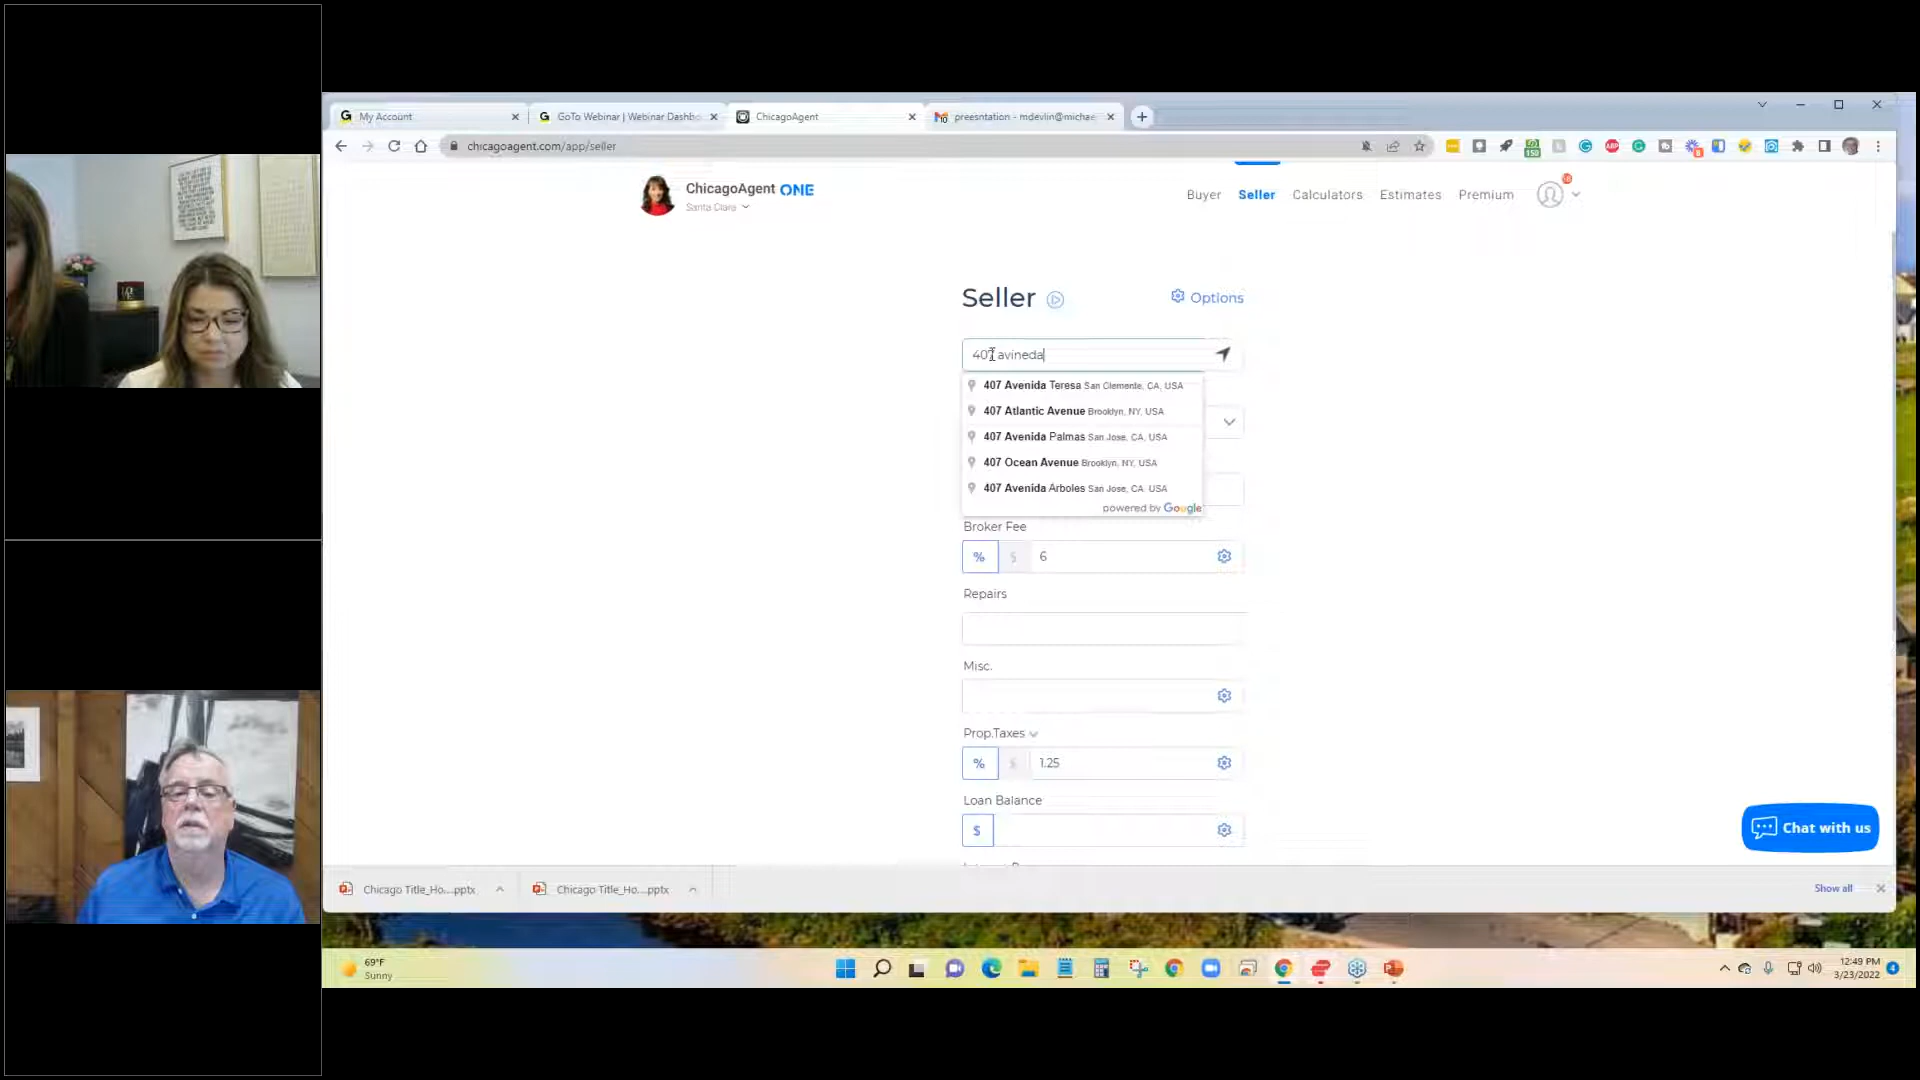 My Account
GoTo Webinar | Webinar Dashbo
ChicagoAgent
preesntation - mdevlin@michae
chicagoagent.com/app/seller
150
ABP
ChicagoAgent ONE
Santa Clara
Buyer
Seller
Calculators
Estimates
Premium
Seller
Options
407 avineda
407 Avenida Teresa San Clemente, CA, USA
407 Atlantic Avenue Brooklyn, NY, USA
407 Avenida Palmas San Jose, CA, USA
407 Ocean Avenue Brooklyn, NY, USA
407 Avenida Arboles San Jose, CA, USA
powered by Google
Broker Fee
% $ 6
Repairs
Misc.
Prop.Taxes
% $ 1.25
Loan Balance
$
Chat with us
Chicago Title_Ho....pptx
Chicago Title_Ho....pptx
Show all
69°F
Sunny
12:49 PM
3/23/2022
4